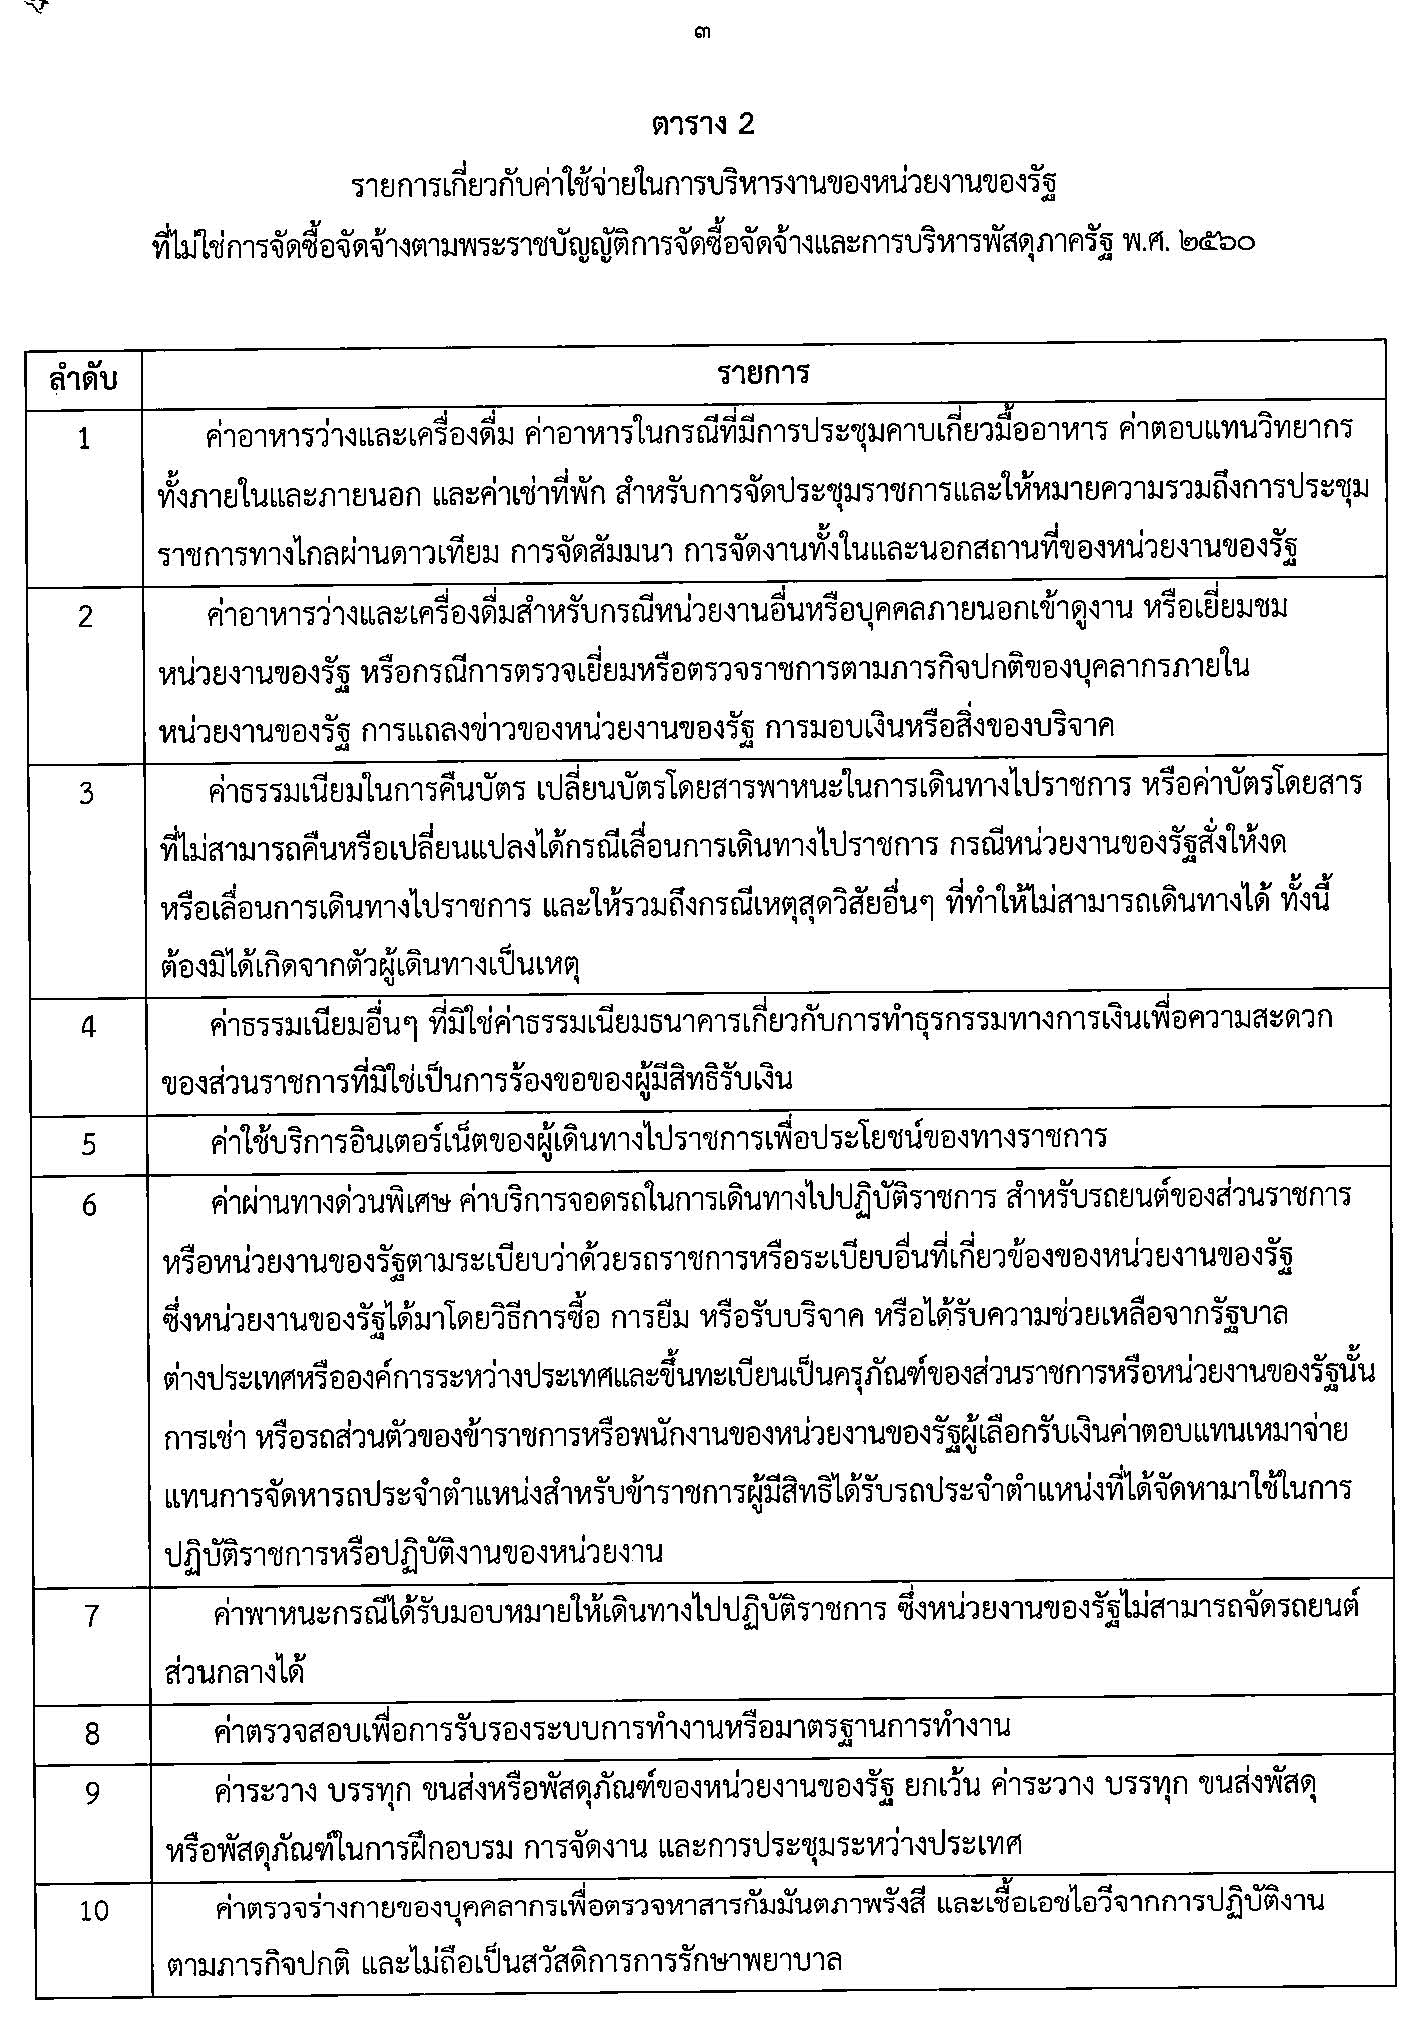 ๓
ตาราง 2
รายการเกี่ยวกับค่าใช้จ่ายในการบริหารงานของหน่วยงานของรัฐ
ที่ไม่ใช่การจัดซื้อจัดจ้างตามพระราชบัญญัติการจัดซื้อจัดจ้างและการบริหารพัสดุภาครัฐ พ.ศ. ๒๕๖๐
ลำดับ รายการ
1 ค่าอาหารว่างและเครื่องดื่ม ค่าอาหารในกรณีที่มีการประชุมคาบเกี่ยวมื้ออาหาร ค่าตอบแทนวิทยากร
ทั้งภายในและภายนอก และค่าเช่าที่พัก สำหรับการจัดประชุมราชการและให้หมายความรวมถึงการประชุม
ราชการทางไกลผ่านดาวเทียม การจัดสัมมนา การจัดงานทั้งในและนอกสถานที่ของหน่วยงานของรัฐ
2 ค่าอาหารว่างและเครื่องดื่มสำหรับกรณีหน่วยงานอื่นหรือบุคคลภายนอกเข้าดูงาน หรือเยี่ยมชม
หน่วยงานของรัฐ หรือกรณีการตรวจเยี่ยมหรือตรวจราชการตามภารกิจปกติของบุคลากรภายใน
หน่วยงานของรัฐ การแถลงข่าวของหน่วยงานของรัฐ การมอบเงินหรือสิ่งของบริจาค
3 ค่าธรรมเนียมในการคืนบัตร เปลี่ยนบัตรโดยสารพาหนะในการเดินทางไปราชการ หรือค่าบัตรโดยสาร
ที่ไม่สามารถคืนหรือเปลี่ยนแปลงได้กรณีเลื่อนการเดินทางไปราชการ กรณีหน่วยงานของรัฐสั่งให้งด
หรือเลื่อนการเดินทางไปราชการ และให้รวมถึงกรณีเหตุสุดวิสัยอื่นๆ ที่ทำให้ไม่สามารถเดินทางได้ ทั้งนี้
ต้องมิได้เกิดจากตัวผู้เดินทางเป็นเหตุ
4 ค่าธรรมเนียมอื่นๆ ที่มิใช่ค่าธรรมเนียมธนาคารเกี่ยวกับการทำธุรกรรมทางการเงินเพื่อความสะดวก
ของส่วนราชการที่มิใช่เป็นการร้องขอของผู้มีสิทธิรับเงิน
5 ค่าใช้บริการอินเตอร์เน็ตของผู้เดินทางไปราชการเพื่อประโยชน์ของทางราชการ
6 ค่าผ่านทางด่วนพิเศษ ค่าบริการจอดรถในการเดินทางไปปฏิบัติราชการ สำหรับรถยนต์ของส่วนราชการ
หรือหน่วยงานของรัฐตามระเบียบว่าด้วยรถราชการหรือระเบียบอื่นที่เกี่ยวข้องของหน่วยงานของรัฐ
ซึ่งหน่วยงานของรัฐได้มาโดยวิธีการซื้อ การยืม หรือรับบริจาค หรือได้รับความช่วยเหลือจากรัฐบาล
ต่างประเทศหรือองค์การระหว่างประเทศและขึ้นทะเบียนเป็นครุภัณฑ์ของส่วนราชการหรือหน่วยงานของรัฐนั้น
การเช่า หรือรถส่วนตัวของข้าราชการหรือพนักงานของหน่วยงานของรัฐผู้เลือกรับเงินค่าตอบแทนเหมาจ่าย
แทนการจัดหารถประจำตำแหน่งสำหรับข้าราชการผู้มีสิทธิได้รับรถประจำตำแหน่งที่ได้จัดหามาใช้ในการ
ปฏิบัติราชการหรือปฏิบัติงานของหน่วยงาน
7 ค่าพาหนะกรณีได้รับมอบหมายให้เดินทางไปปฏิบัติราชการ ซึ่งหน่วยงานของรัฐไม่สามารถจัดรถยนต์
ส่วนกลางได้
8 ค่าตรวจสอบเพื่อการรับรองระบบการทำงานหรือมาตรฐานการทำงาน
9 ค่าระวาง บรรทุก ขนส่งหรือพัสดุภัณฑ์ของหน่วยงานของรัฐ ยกเว้น ค่าระวาง บรรทุก ขนส่งพัสดุ
หรือพัสดุภัณฑ์ในการฝึกอบรม การจัดงาน และการประชุมระหว่างประเทศ
10 ค่าตรวจร่างกายของบุคคลากรเพื่อตรวจหาสารกัมมันตภาพรังสี และเชื้อเอชไอวีจากการปฏิบัติงาน
ตามภารกิจปกติ และไม่ถือเป็นสวัสดิการการรักษาพยาบาล